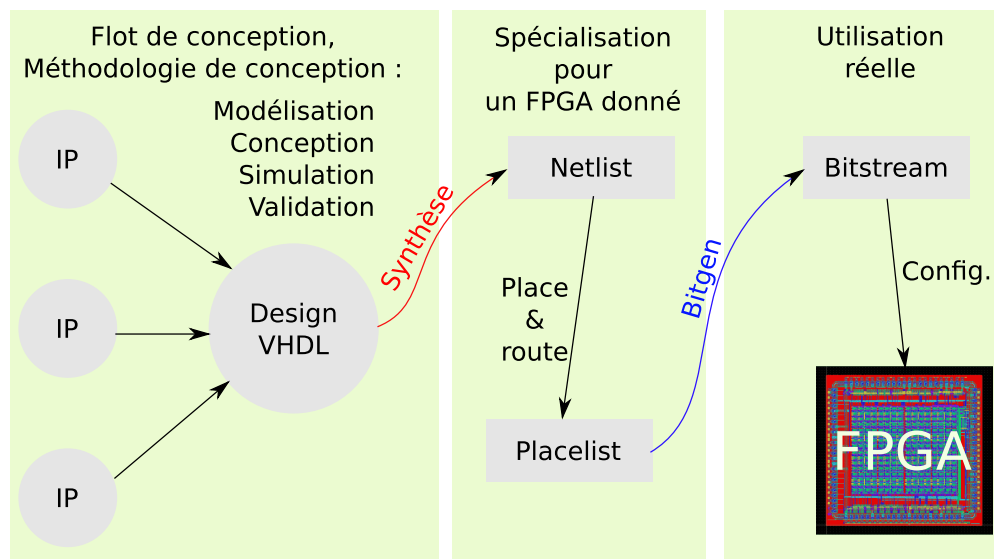 Flot de conception,
Méthodologie de conception :
Modélisation
Conception
Simulation
Validation
IP
IP
IP
Design
VHDL
Synthèse
Spécialisation
pour
un FPGA donné
Netlist
Place
&
route
Placelist
Bitgen
Utilisation
réelle
Bitstream
Config.
FPGA